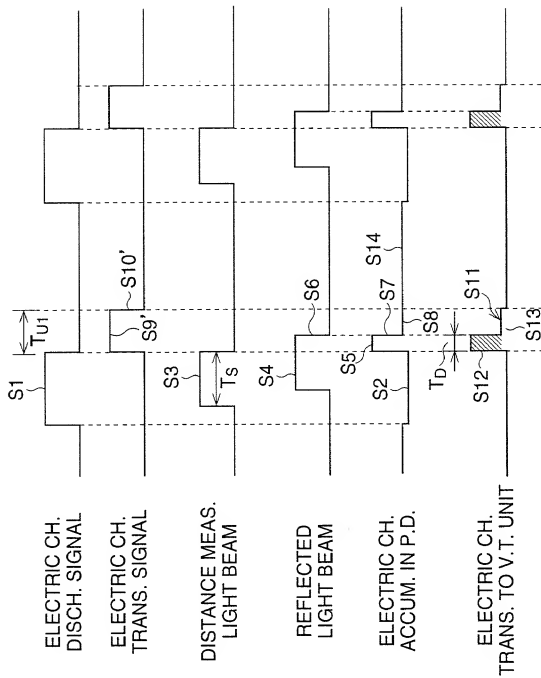 ELECTRIC CH.
DISCH. SIGNAL
S1
TU1
ELECTRIC CH.
TRANS. SIGNAL
S9'
S10'
DISTANCE MEAS.
LIGHT BEAM
S3
TS
REFLECTED
LIGHT BEAM
S4
S6
ELECTRIC CH.
ACCUM. IN P.D.
S2
S5
S7
S8
S14
TD
ELECTRIC CH.
TRANS. TO V.T. UNIT
S12
S11
S13